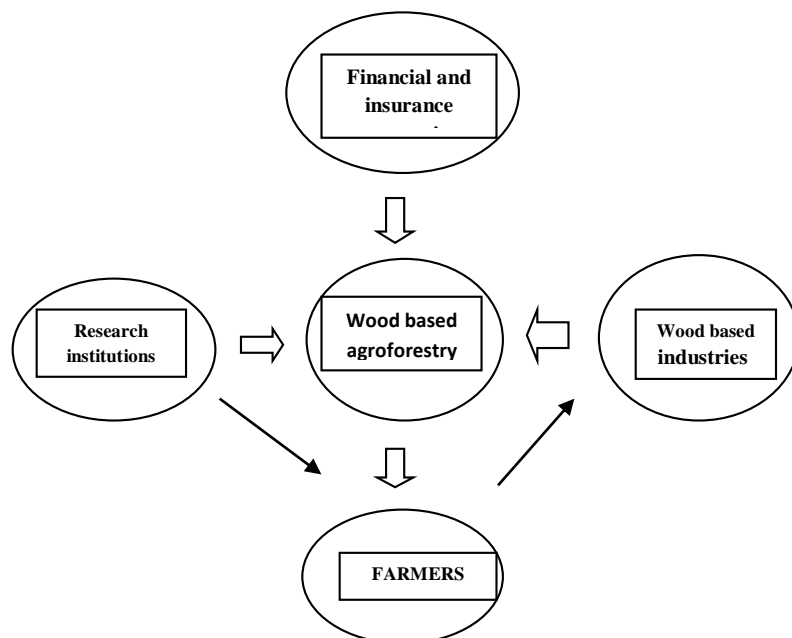 Financial and
insurance
Research
institutions
Wood based
agroforestry
Wood based
industries
FARMERS